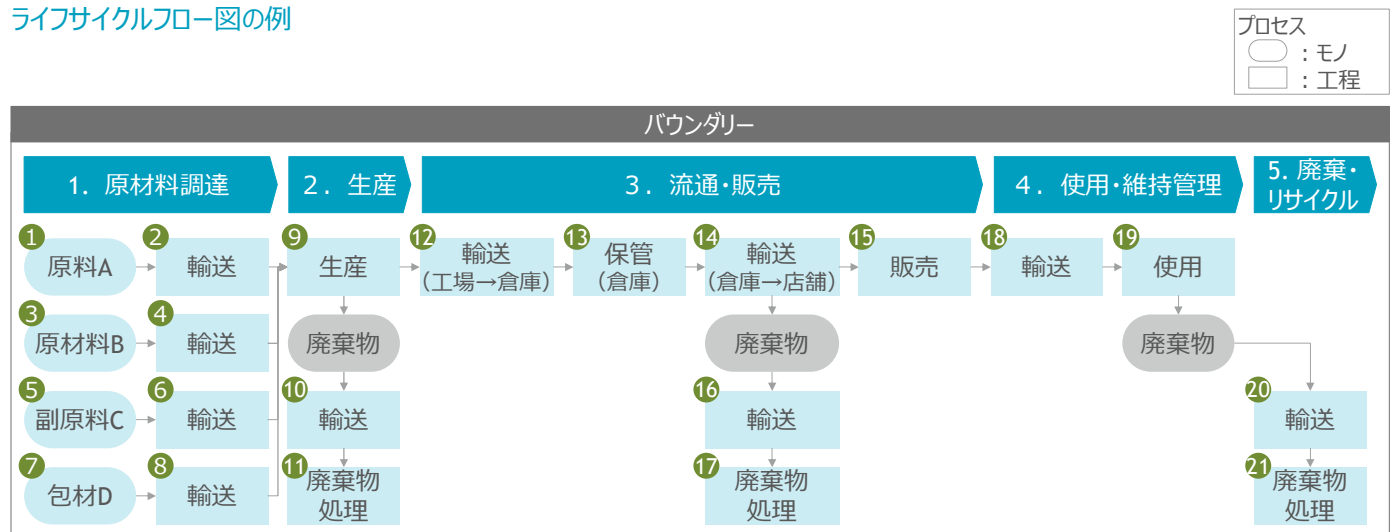 ライフサイクルフロー図の例
プロセス
：モノ
：工程
バウンダリー
1．原材料調達
２．生産
３．流通・販売
４．使用・維持管理
5．廃棄・
リサイクル
1
原料A
2
輸送
9
生産
12
輸送
（工場→倉庫）
13
保管
（倉庫）
14
輸送
（倉庫→店舗）
15
販売
18
輸送
19
使用
3
原材料B
4
輸送
廃棄物
廃棄物
廃棄物
5
副原料C
6
輸送
10
輸送
16
輸送
20
輸送
7
包材D
8
輸送
11
廃棄物
処理
17
廃棄物
処理
21
廃棄物
処理